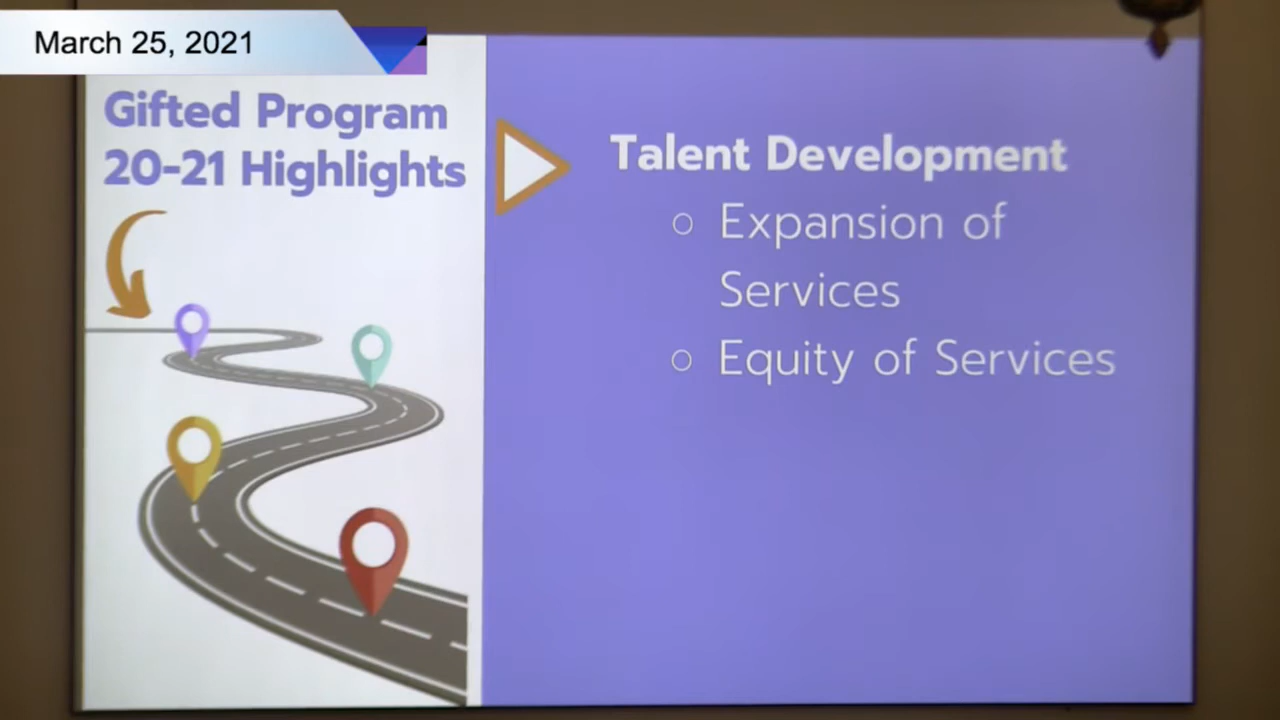 March 25, 2021
Gifted Program
20-21 Highlights
Talent Development
○ Expansion of
Services
○ Equity of Services